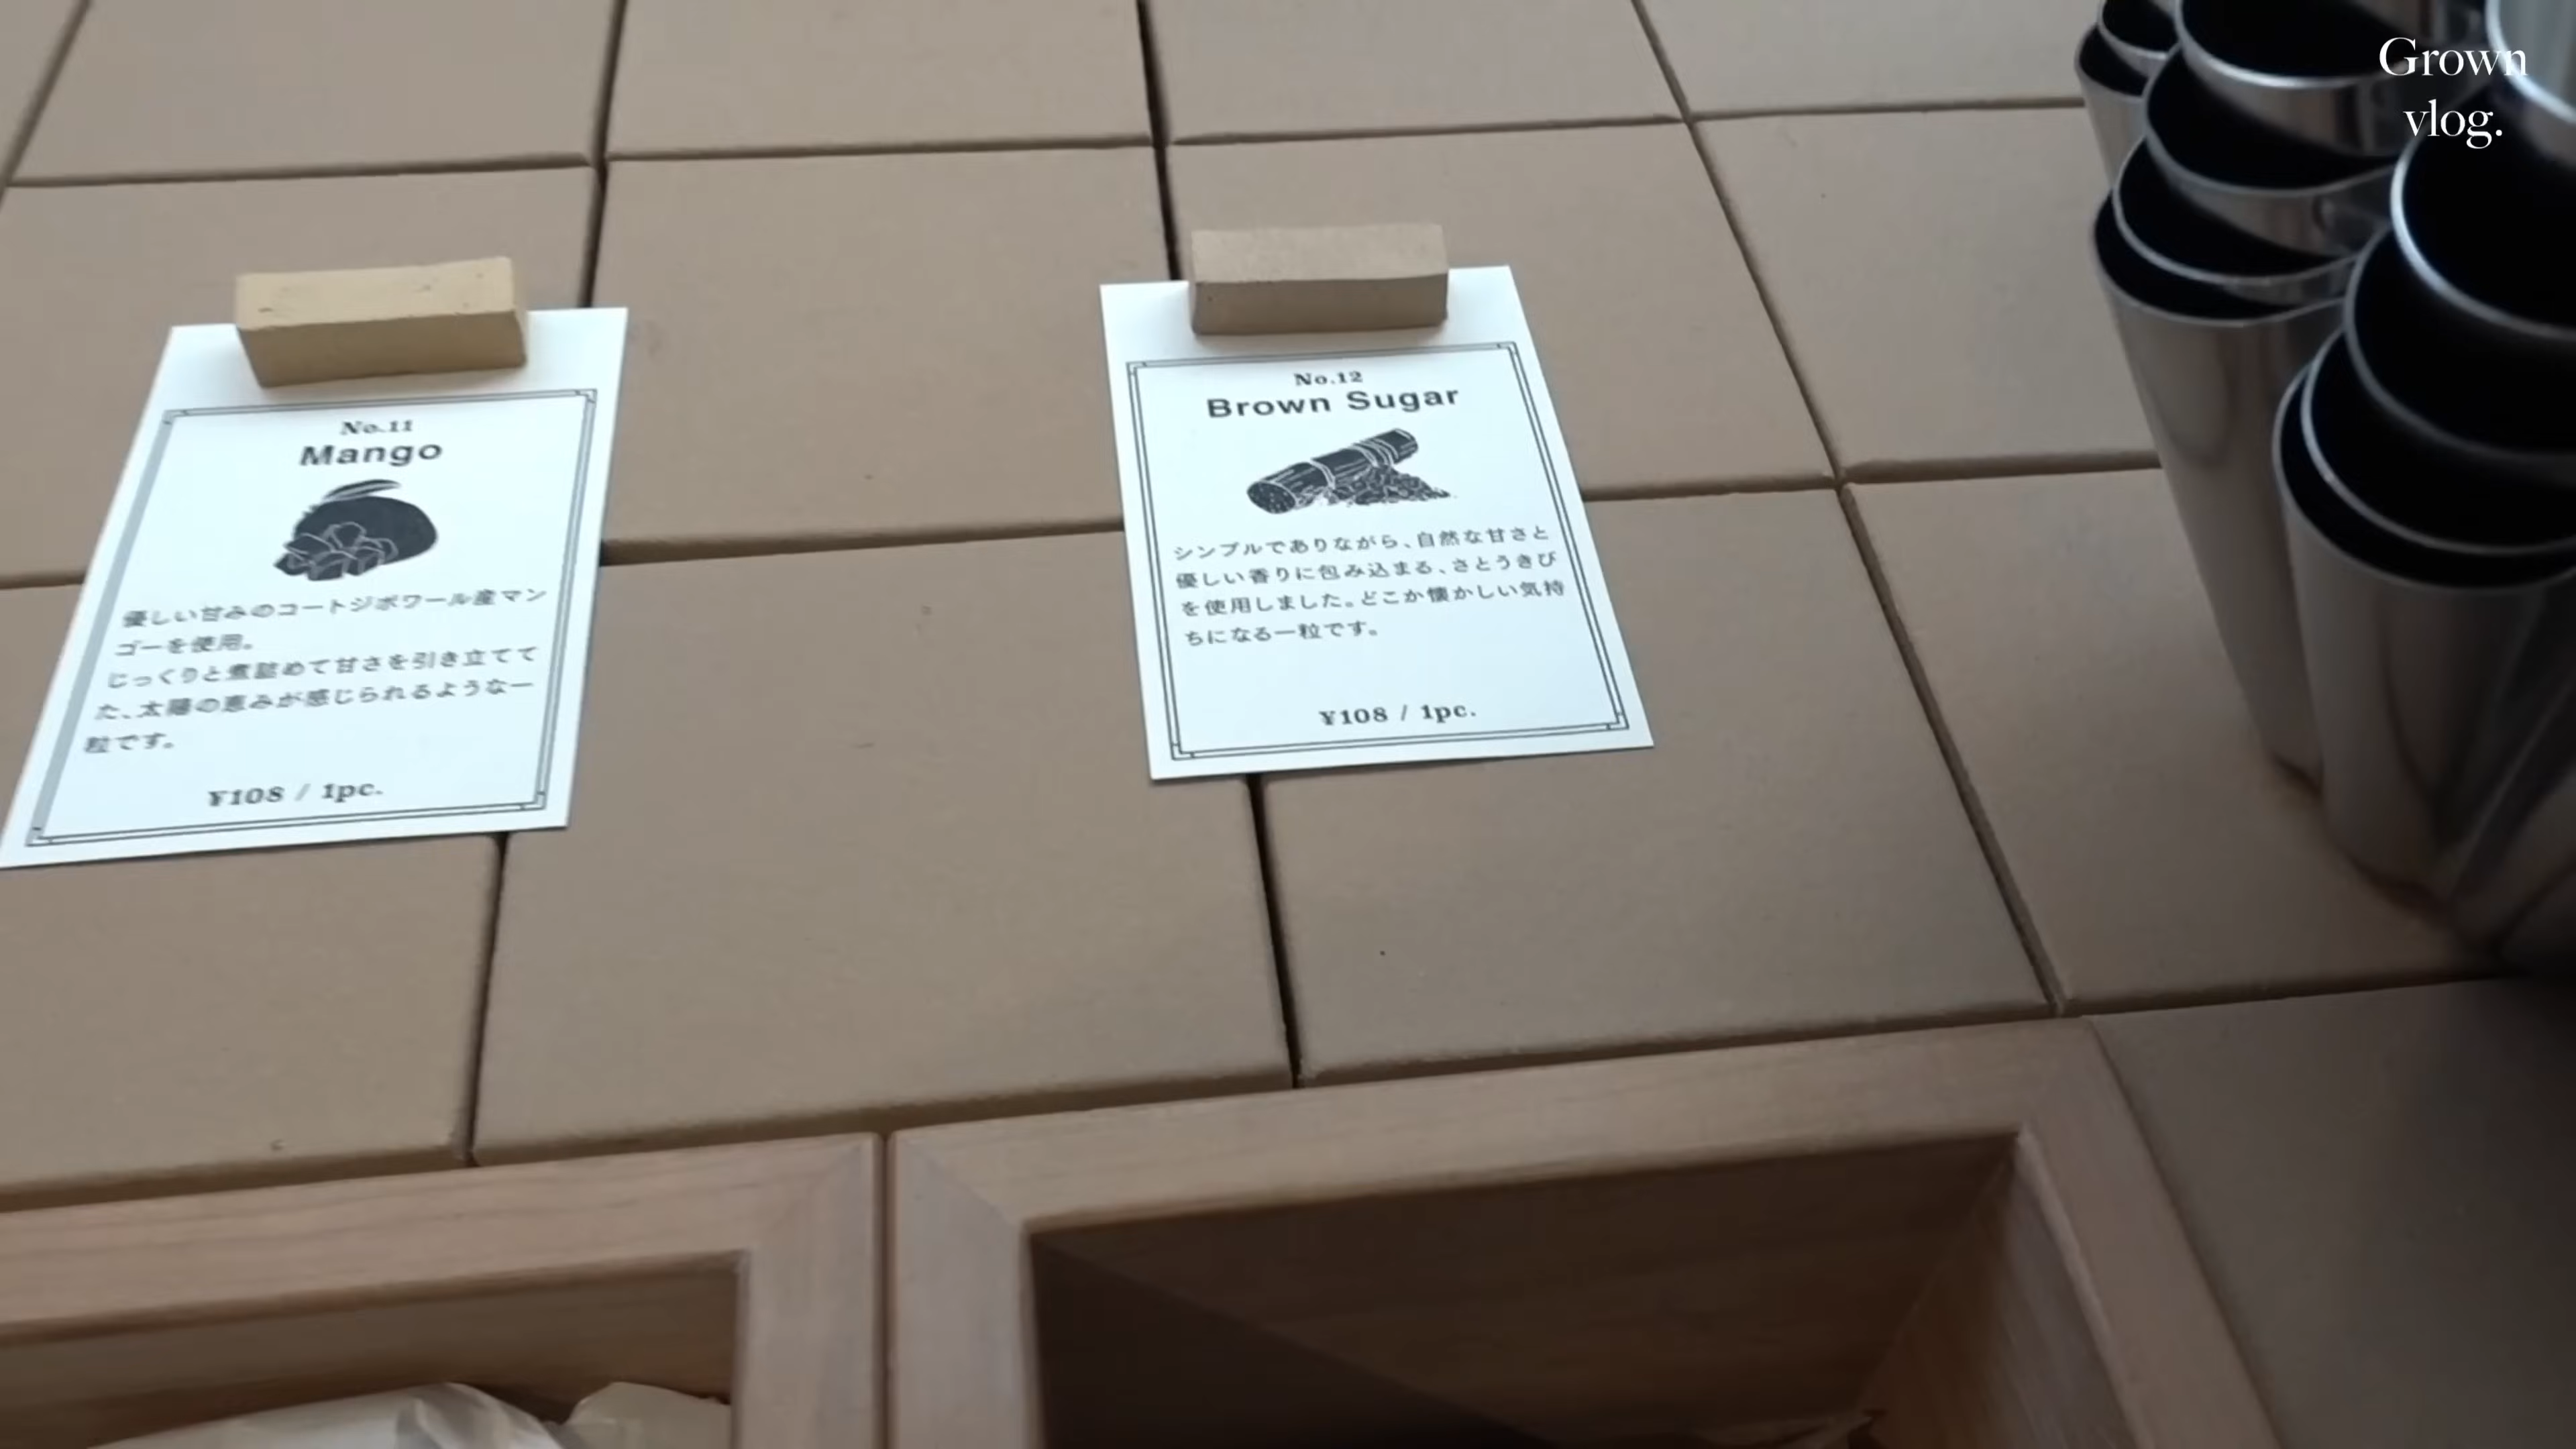 Grown
vlog.
No.11
Mango
優しい甘みのコートジボワール産マン
ゴーを使用。
じっくりと煮詰めて甘さを引き立てて
た、太陽の恵みが感じられるような一
粒です。
¥108 / 1pc.
No.12
Brown Sugar
シンプルでありながら、自然な甘さと
優しい香りに包み込まる、さとうきび
を使用しました。どこか懐かしい気持
ちになる一粒です。
¥108 / 1pc.